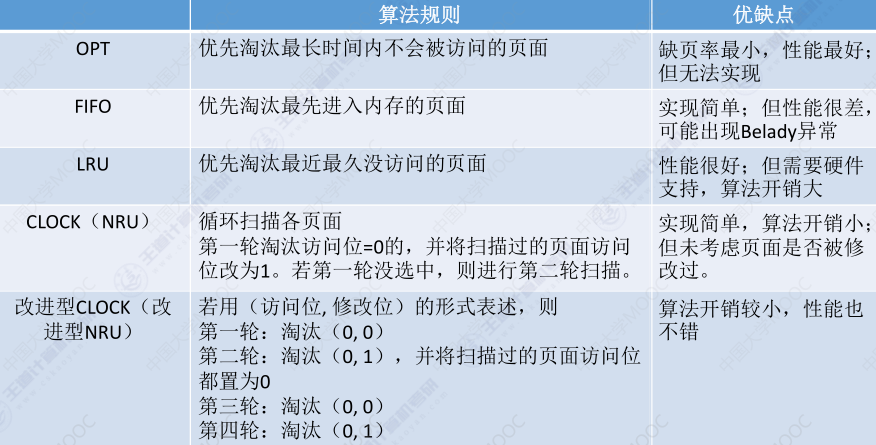 算法规则 优缺点
OPT 优先淘汰最长时间内不会被访问的页面 缺页率最小，性能最好；
但无法实现
FIFO 优先淘汰最先进入内存的页面 实现简单；但性能很差，
可能出现Belady异常
LRU 优先淘汰最近最久没访问的页面 性能很好；但需要硬件
支持，算法开销大
CLOCK（NRU） 循环扫描各页面 实现简单，算法开销小；
第一轮淘汰访问位=0的，并将扫描过的页面访问 但未考虑页面是否被修
位改为1。若第一轮没选中，则进行第二轮扫描。 改过。
改进型CLOCK（改 若用（访问位, 修改位）的形式表述，则 算法开销较小，性能也
进型NRU） 第一轮：淘汰（0, 0） 不错
第二轮：淘汰（0, 1），并将扫描过的页面访问位
都置为0
第三轮：淘汰（0, 0）
第四轮：淘汰（0, 1）